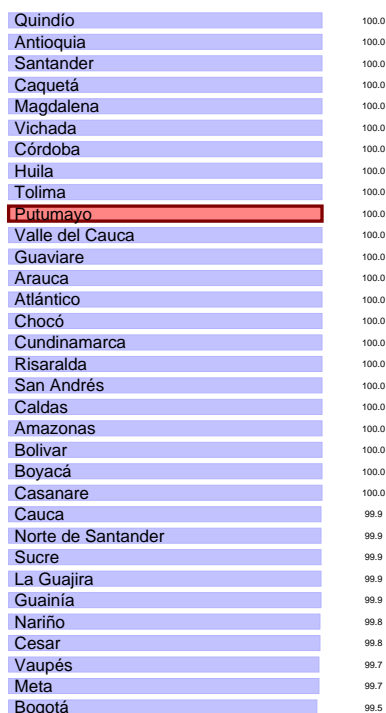 Quindío 100.0
Antioquia 100.0
Santander 100.0
Caquetá 100.0
Magdalena 100.0
Vichada 100.0
Córdoba 100.0
Huila 100.0
Tolima 100.0
Putumayo 100.0
Valle del Cauca 100.0
Guaviare 100.0
Arauca 100.0
Atlántico 100.0
Chocó 100.0
Cundinamarca 100.0
Risaralda 100.0
San Andrés 100.0
Caldas 100.0
Amazonas 100.0
Bolivar 100.0
Boyacá 100.0
Casanare 100.0
Cauca 99.9
Norte de Santander 99.9
Sucre 99.9
La Guajira 99.9
Guainía 99.9
Nariño 99.8
Cesar 99.8
Vaupés 99.7
Meta 99.7
Bogotá 99.5